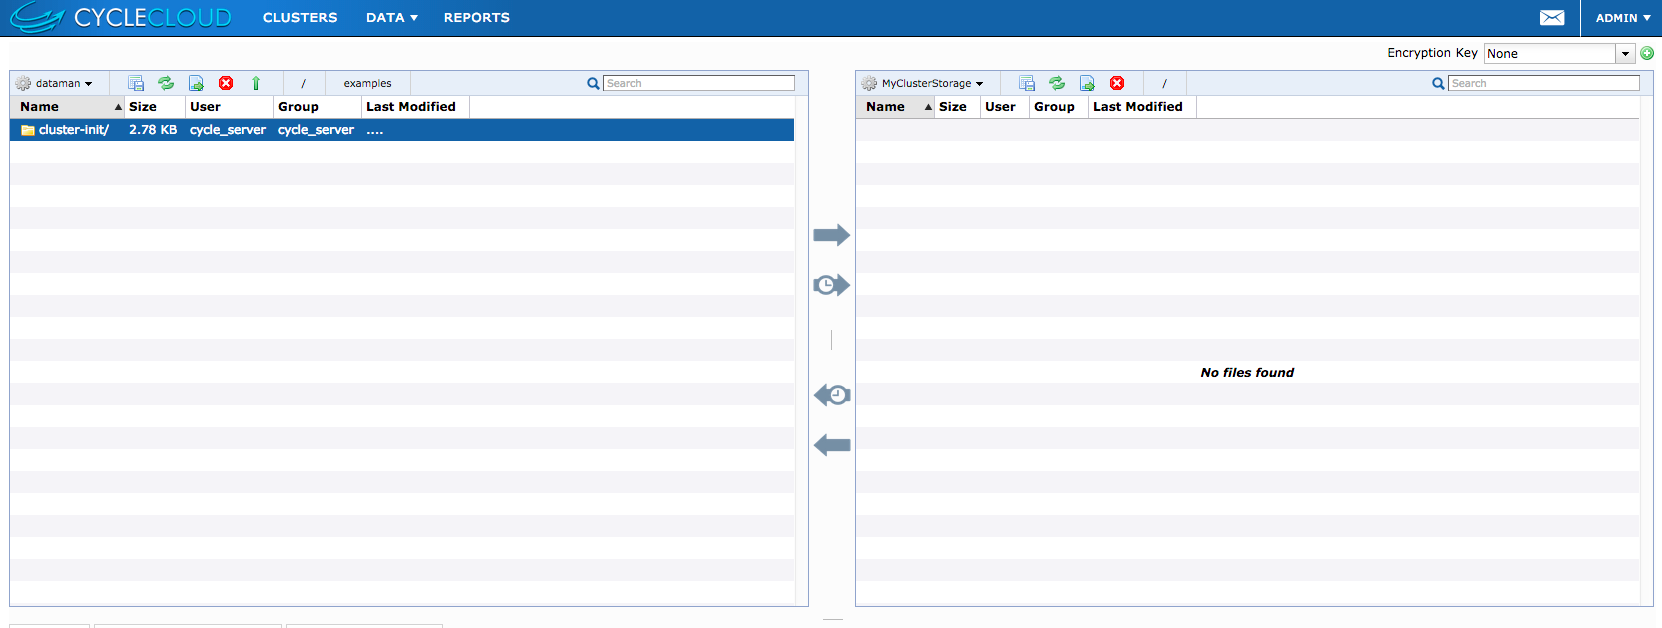 CYCLECLOUD CLUSTERS DATA REPORTS ADMIN
Encryption Key None
dataman / examples Search
Name Size User Group Last Modified
cluster-init/ 2.78 KB cycle_server cycle_server ....
MyClusterStorage / Search
Name Size User Group Last Modified
No files found